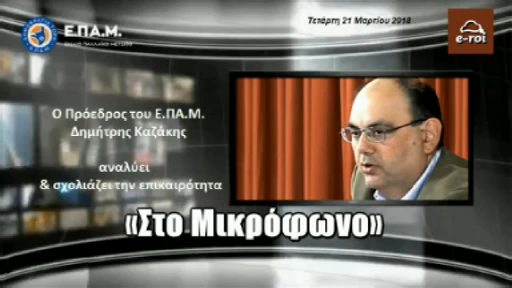 Ε.ΠΑ.Μ.
Τετάρτη 21 Μαρτίου 2018
e-roi
Ο Πρόεδρος του Ε.ΠΑ.Μ.
Δημήτρης Καζάκης
αναλύει
& σχολιάζει την επικαιρότητα
«Στο Μικρόφωνο»